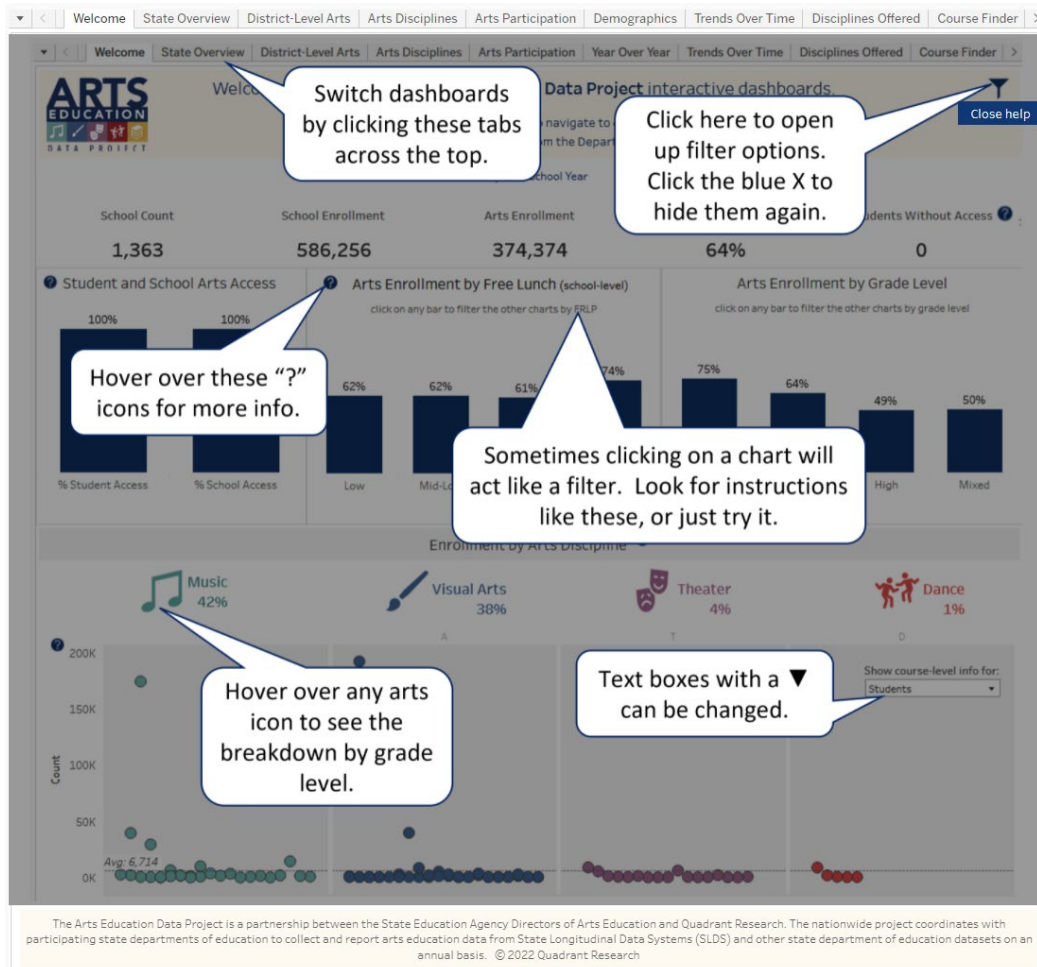 Welcome State Overview District-Level Arts Arts Disciplines Arts Participation Demographics Trends Over Time Disciplines Offered Course Finder
Welcome State Overview District-Level Arts Arts Disciplines Arts Participation Year Over Year Trends Over Time Disciplines Offered Course Finder
ARTS
EDUCATION
DATA PROJECT
Data Project interactive dashboards.
navigate to
Close help
Switch dashboards
by clicking these tabs
across the top.
Click here to open
up filter options.
Click the blue X to
hide them again.
School Year
School Count School Enrollment Arts Enrollment Without Access ?
1,363 586,256 374,374 64% 0
? Student and School Arts Access
100% 100%
% Student Access % School Access
? Arts Enrollment by Free Lunch (school-level)
click on any bar to filter the other charts by FRLP
62% 62% 61% 74%
Low
Arts Enrollment by Grade Level
click on any bar to filter the other charts by grade level
75% 64% 49% 50%
High Mixed
Hover over these “?”
icons for more info.
Sometimes clicking on a chart will
act like a filter. Look for instructions
like these, or just try it.
Enrollment by Arts Discipline
Music
42%
Visual Arts
38%
Theater
4%
Dance
1%
A T D
?
200K
150K
100K
50K
0K
Count
Avg: 6,714
Hover over any arts
icon to see the
breakdown by grade
level.
Text boxes with a ▼
can be changed.
Show course-level info for:
Students
The Arts Education Data Project is a partnership between the State Education Agency Directors of Arts Education and Quadrant Research. The nationwide project coordinates with
participating state departments of education to collect and report arts education data from State Longitudinal Data Systems (SLDS) and other state department of education datasets on an
annual basis. © 2022 Quadrant Research